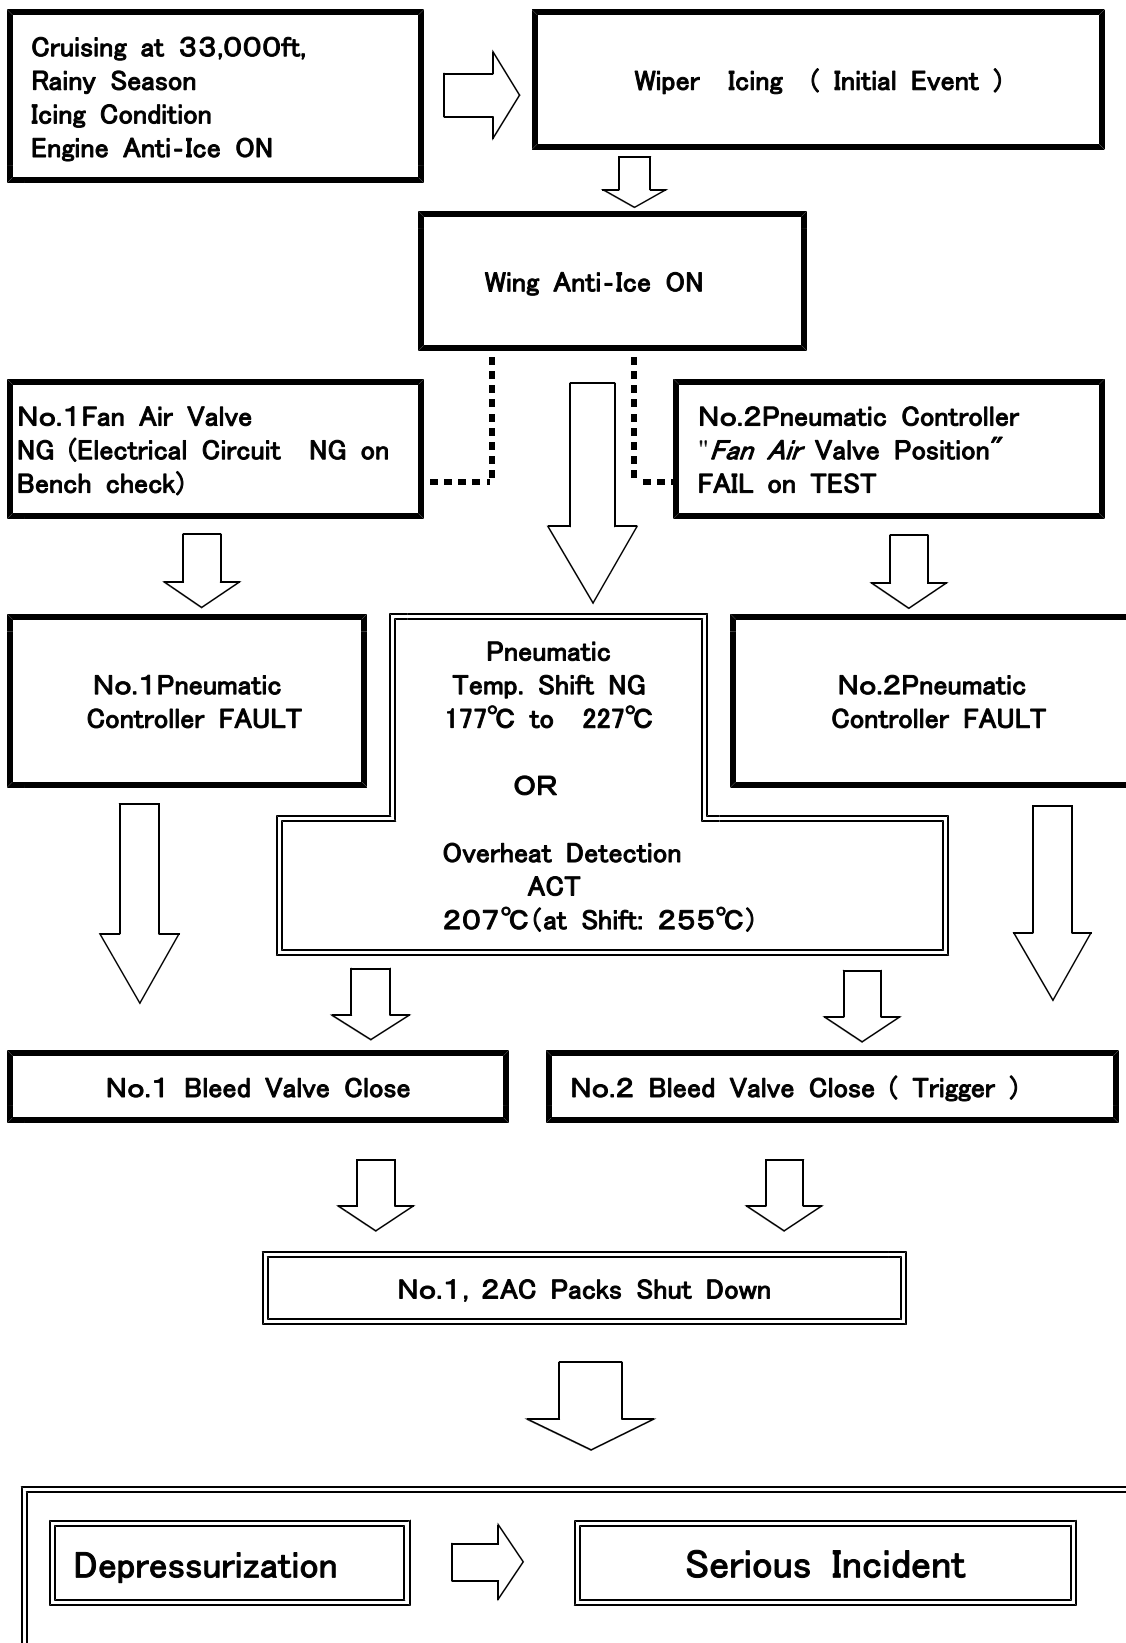 Cruising at 33,000ft,
Rainy Season
Icing Condition
Engine Anti-Ice ON
Wiper Icing ( Initial Event )
Wing Anti-Ice ON
No.1Fan Air Valve
NG (Electrical Circuit NG on
Bench check)
No.2Pneumatic Controller
"Fan Air Valve Position"
FAIL on TEST
No.1Pneumatic
Controller FAULT
Pneumatic
Temp. Shift NG
177℃ to 227℃
OR
Overheat Detection
ACT
207℃(at Shift: 255℃)
No.2Pneumatic
Controller FAULT
No.1 Bleed Valve Close
No.2 Bleed Valve Close ( Trigger )
No.1, 2AC Packs Shut Down
Depressurization
Serious Incident